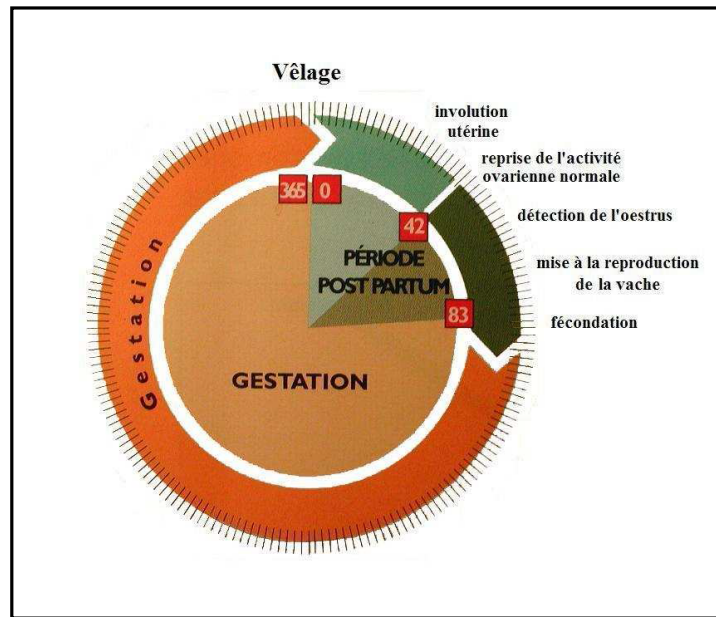 Vêlage
involution
utérine
reprise de l'activité
ovarienne normale
365 0
42
détection de l'oestrus
PÉRIODE
POST PARTUM
mise à la reproduction
de la vache
83
fécondation
Gestation
GESTATION